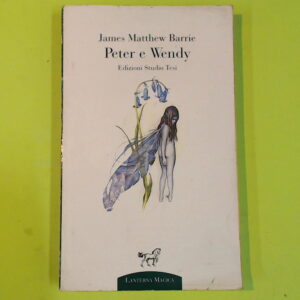 James Matthew Barrie
Peter e Wendy
Edizioni Studio Tesi
LANTERNA MAGICA